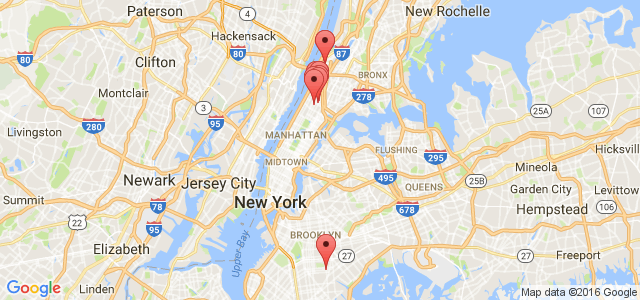 Paterson
4
New Rochelle
Hackensack
80
87
80
Clifton
BRONX
Montclair
3
278
25A
107
95
Livingston
280
MANHATTAN
FLUSHING
295
Hicksville
MIDTOWN
495
Mineola
Newark
Jersey City
QUEENS
25B
Garden City
Levittown
Summit
78
New York
678
Hempstead
22
95
BROOKLYN
Elizabeth
Upper Bay
27
Freeport
27
Google
Linden
Map data ©2016 Google